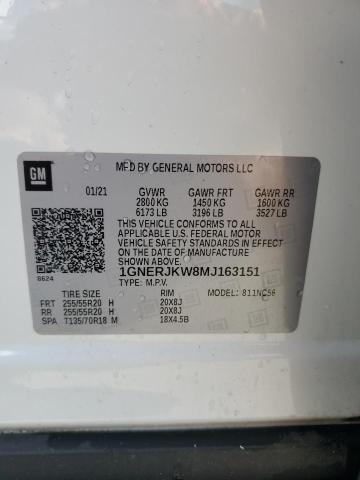 GM
MFD BY GENERAL MOTORS LLC
01/21 GVWR GAWR FRT GAWR RR
2800 KG 1450 KG 1600 KG
6173 LB 3196 LB 3527 LB
THIS VEHICLE CONFORMS TO ALL
APPLICABLE U.S. FEDERAL MOTOR
VEHICLE SAFETY AND THEFT PREVENTION
STANDARDS IN EFFECT ON THE DATE OF
MANUFACTURE SHOWN ABOVE.
1GNERJKW8MJ163151
8624 TYPE: M.P.V.
TIRE SIZE RIM MODEL: 811NC56
FRT 255/55R20 H 20X8J
RR 255/55R20 H 20X8J
SPA T135/70R18 M 18X4.5B